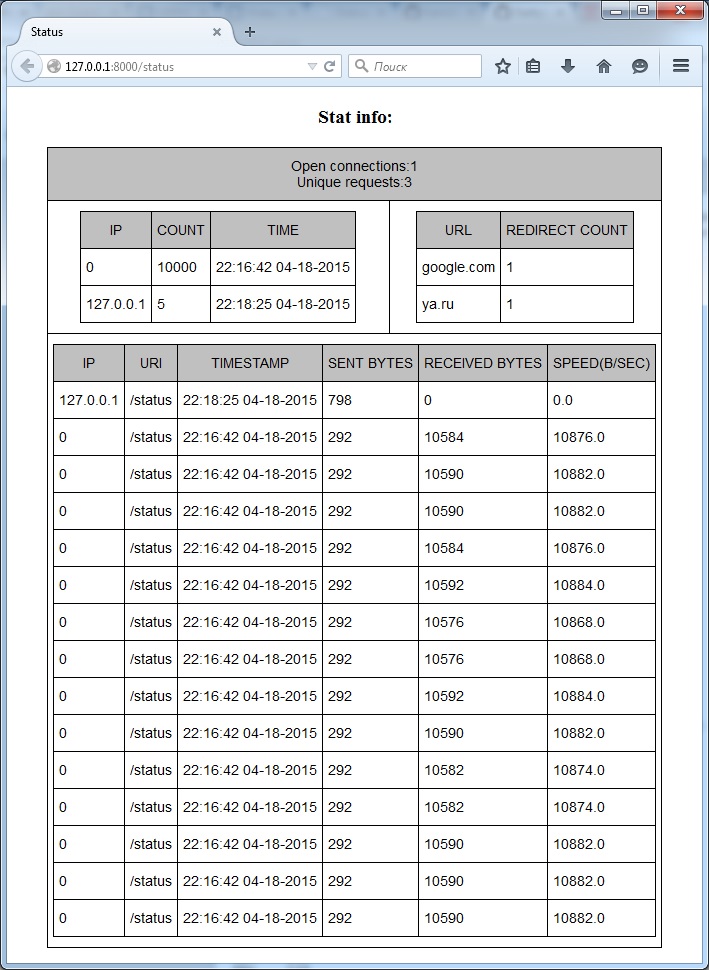 Status
127.0.0.1:8000/status
Поиск
Stat info:
Open connections:1
Unique requests:3
IP COUNT TIME
0 10000 22:16:42 04-18-2015
127.0.0.1 5 22:18:25 04-18-2015
URL REDIRECT COUNT
google.com 1
ya.ru 1
IP URI TIMESTAMP SENT BYTES RECEIVED BYTES SPEED(B/SEC)
127.0.0.1 /status 22:18:25 04-18-2015 798 0 0.0
0 /status 22:16:42 04-18-2015 292 10584 10876.0
0 /status 22:16:42 04-18-2015 292 10590 10882.0
0 /status 22:16:42 04-18-2015 292 10590 10882.0
0 /status 22:16:42 04-18-2015 292 10584 10876.0
0 /status 22:16:42 04-18-2015 292 10592 10884.0
0 /status 22:16:42 04-18-2015 292 10576 10868.0
0 /status 22:16:42 04-18-2015 292 10576 10868.0
0 /status 22:16:42 04-18-2015 292 10592 10884.0
0 /status 22:16:42 04-18-2015 292 10590 10882.0
0 /status 22:16:42 04-18-2015 292 10582 10874.0
0 /status 22:16:42 04-18-2015 292 10582 10874.0
0 /status 22:16:42 04-18-2015 292 10590 10882.0
0 /status 22:16:42 04-18-2015 292 10590 10882.0
0 /status 22:16:42 04-18-2015 292 10590 10882.0